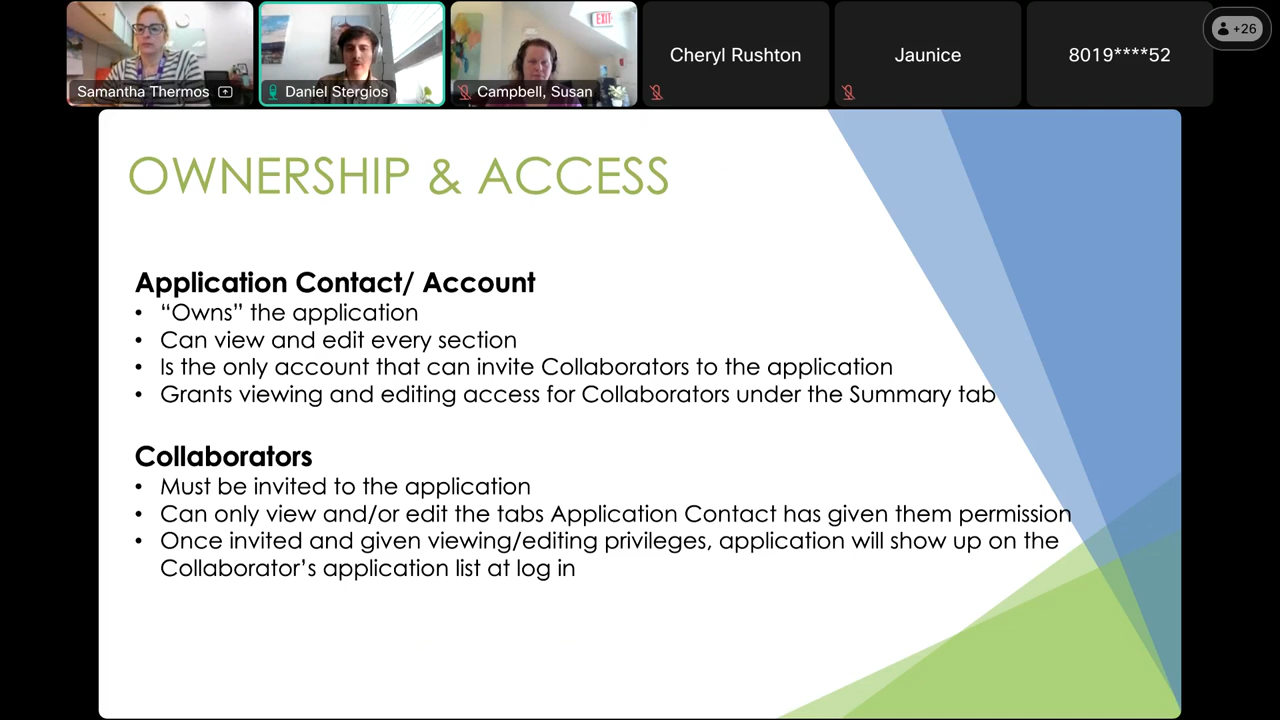 Samantha Thermos
Daniel Stergios
Campbell, Susan
Cheryl Rushton
Jaunice
8019****52
+26
EXIT
OWNERSHIP & ACCESS
Application Contact/ Account
• “Owns” the application
• Can view and edit every section
• Is the only account that can invite Collaborators to the application
• Grants viewing and editing access for Collaborators under the Summary tab
Collaborators
• Must be invited to the application
• Can only view and/or edit the tabs Application Contact has given them permission
• Once invited and given viewing/editing privileges, application will show up on the
Collaborator’s application list at log in